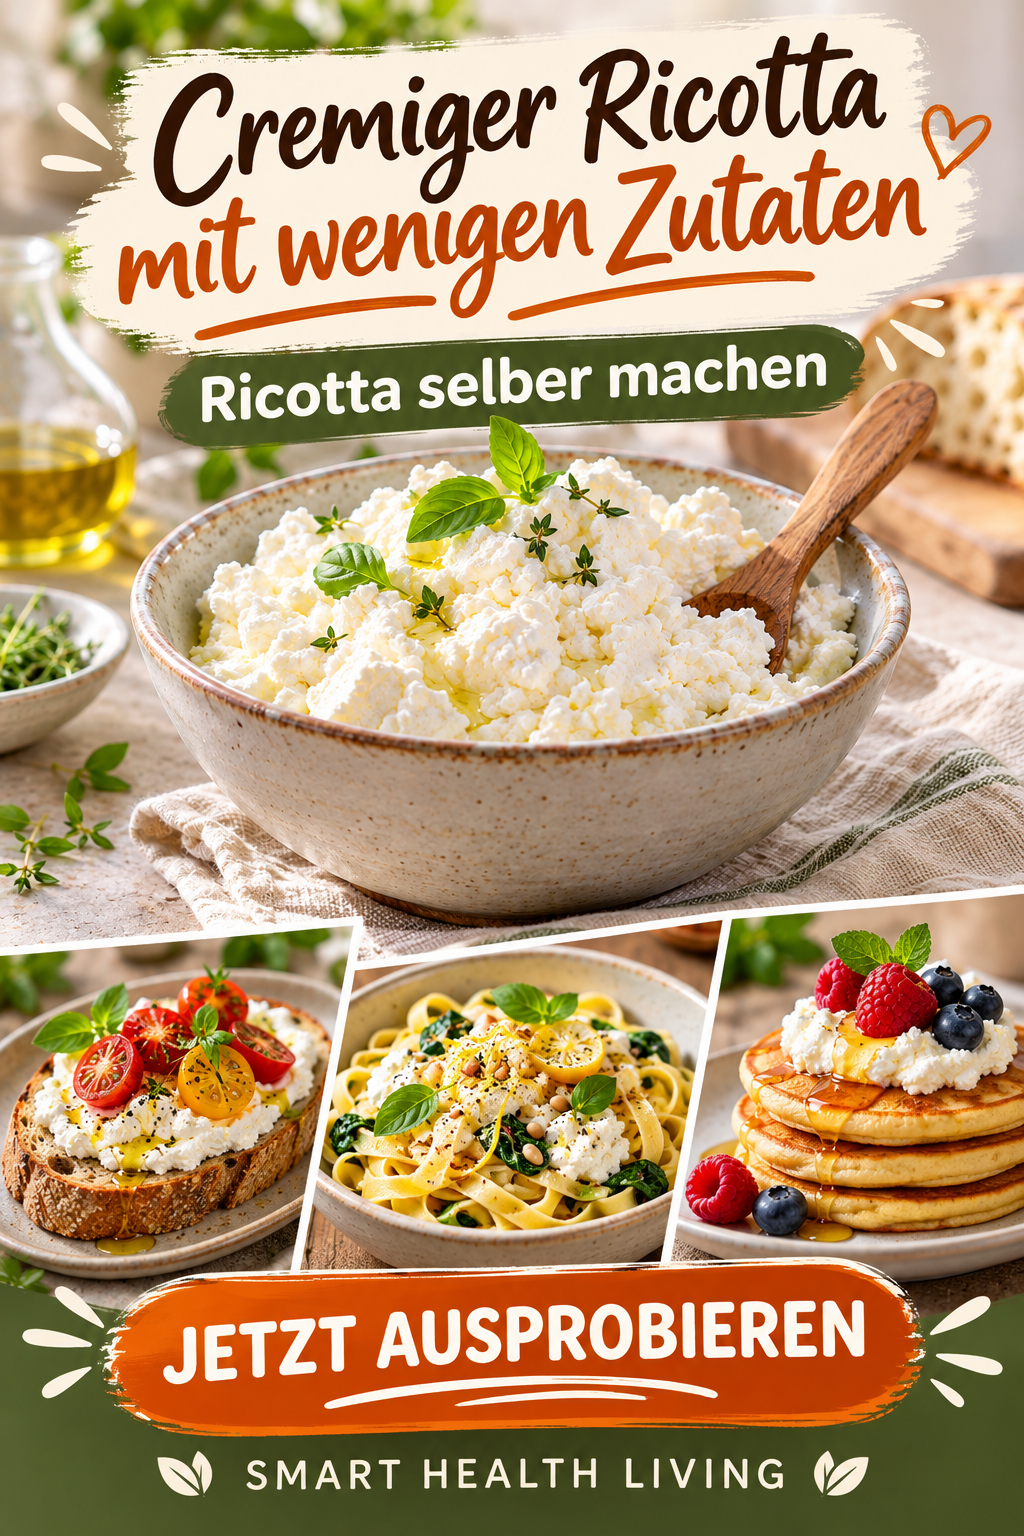 Cremiger Ricotta
mit wenigen Zutaten
Ricotta selber machen
JETZT AUSPROBIEREN
SMART HEALTH LIVING